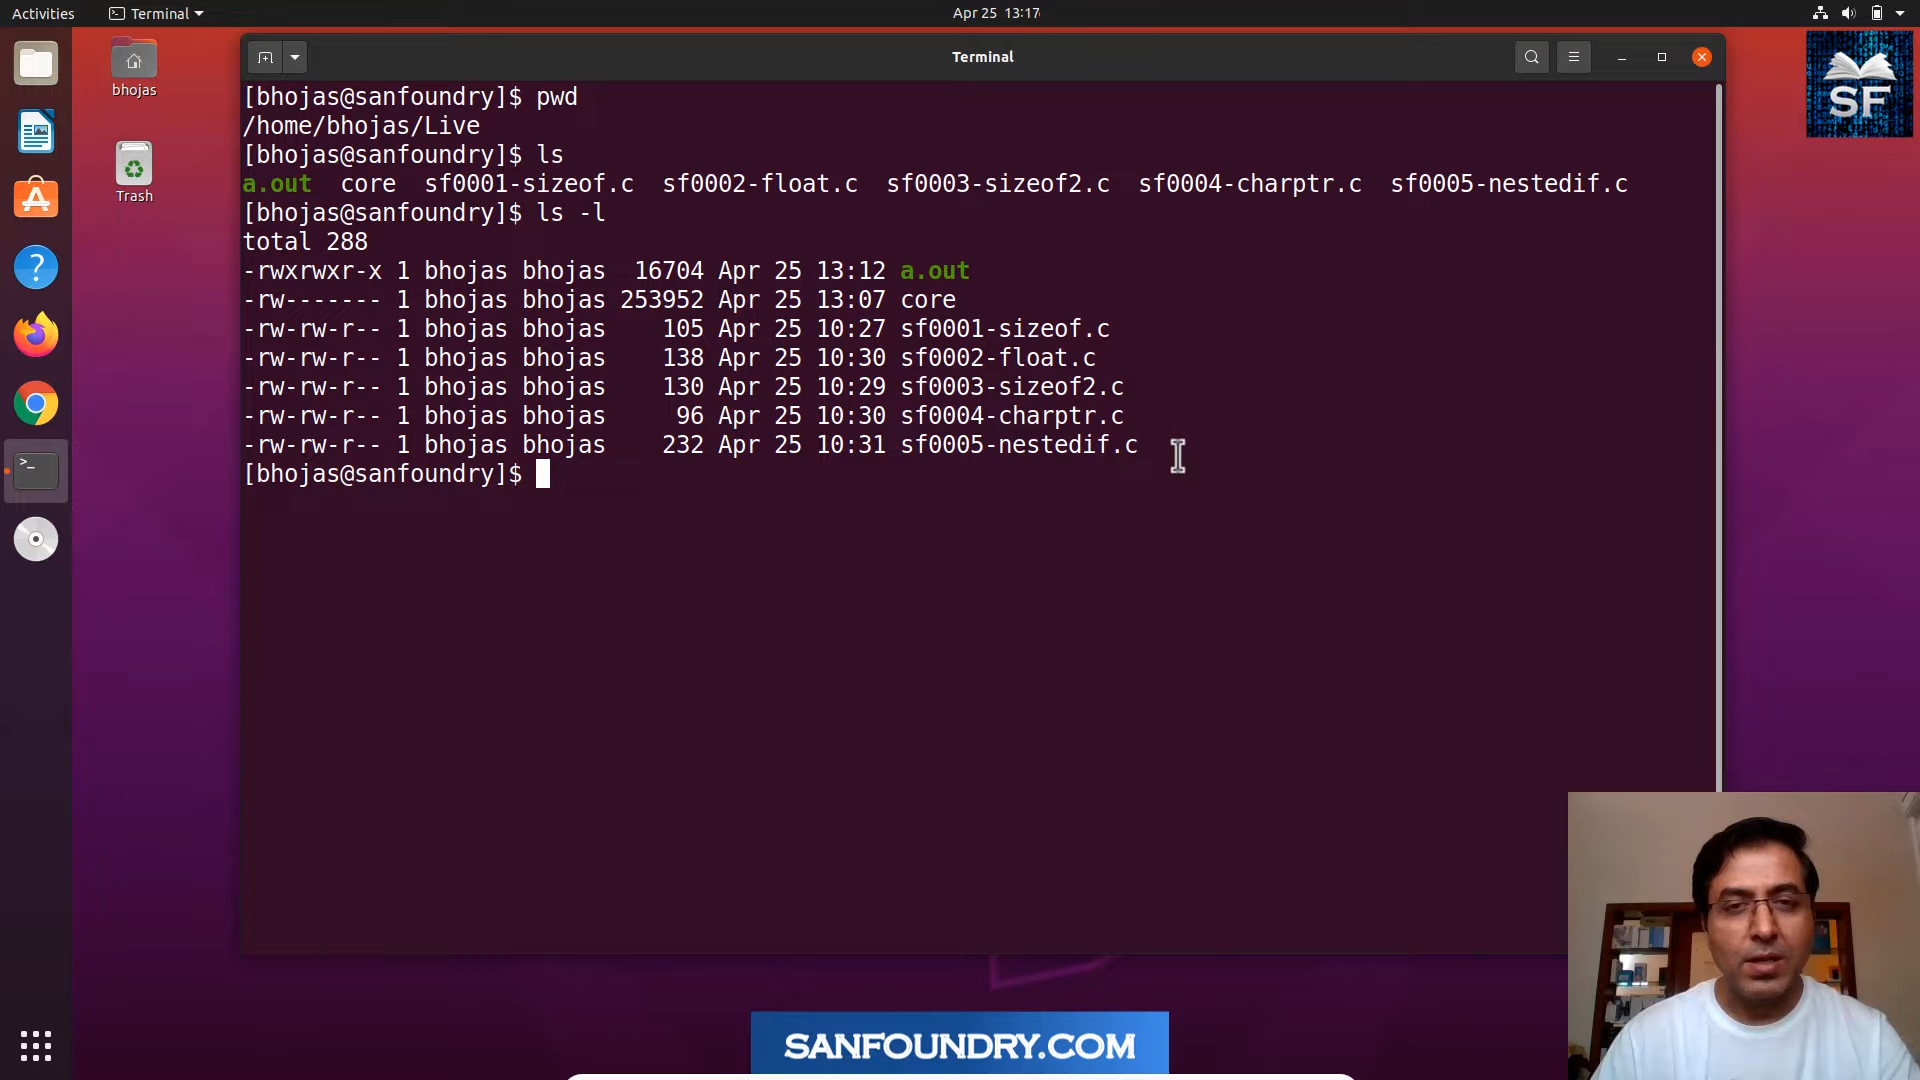 Activities
Terminal
Apr 25 13:17
bhojas
Trash
Terminal
[bhojas@sanfoundry]$ pwd
/home/bhojas/Live
[bhojas@sanfoundry]$ ls
a.out core sf0001-sizeof.c sf0002-float.c sf0003-sizeof2.c sf0004-charptr.c sf0005-nestedif.c
[bhojas@sanfoundry]$ ls -l
total 288
-rwxrwxr-x 1 bhojas bhojas 16704 Apr 25 13:12 a.out
-rw------- 1 bhojas bhojas 253952 Apr 25 13:07 core
-rw-rw-r-- 1 bhojas bhojas 105 Apr 25 10:27 sf0001-sizeof.c
-rw-rw-r-- 1 bhojas bhojas 138 Apr 25 10:30 sf0002-float.c
-rw-rw-r-- 1 bhojas bhojas 130 Apr 25 10:29 sf0003-sizeof2.c
-rw-rw-r-- 1 bhojas bhojas 96 Apr 25 10:30 sf0004-charptr.c
-rw-rw-r-- 1 bhojas bhojas 232 Apr 25 10:31 sf0005-nestedif.c
[bhojas@sanfoundry]$
SF
SANFOUNDRY.COM